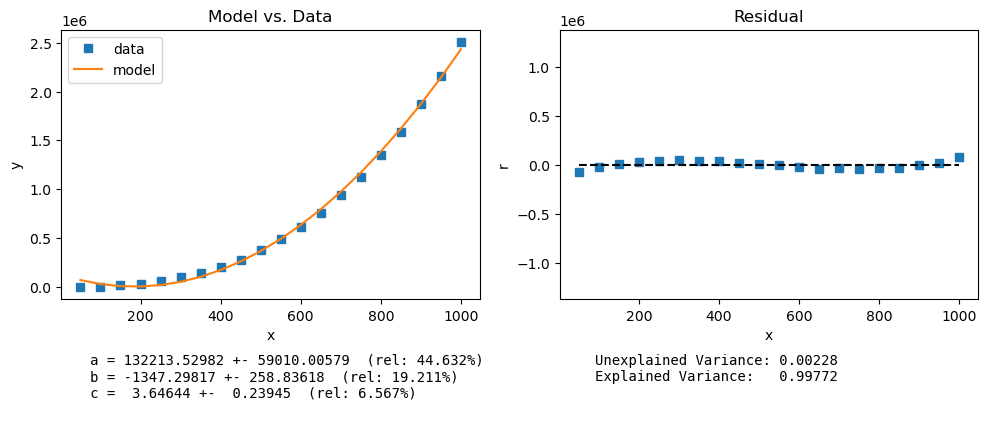 Model vs. Data
1e6
data
model
2.5
2.0
1.5
1.0
0.5
0.0
y
200
400
600
800
1000
x
Residual
1e6
1.0
0.5
0.0
−0.5
−1.0
r
200
400
600
800
1000
x
a = 132213.52982 +- 59010.00579  (rel: 44.632%)
b = -1347.29817 +- 258.83618  (rel: 19.211%)
c =  3.64644 +-  0.23945  (rel: 6.567%)
Unexplained Variance: 0.00228
Explained Variance:   0.99772